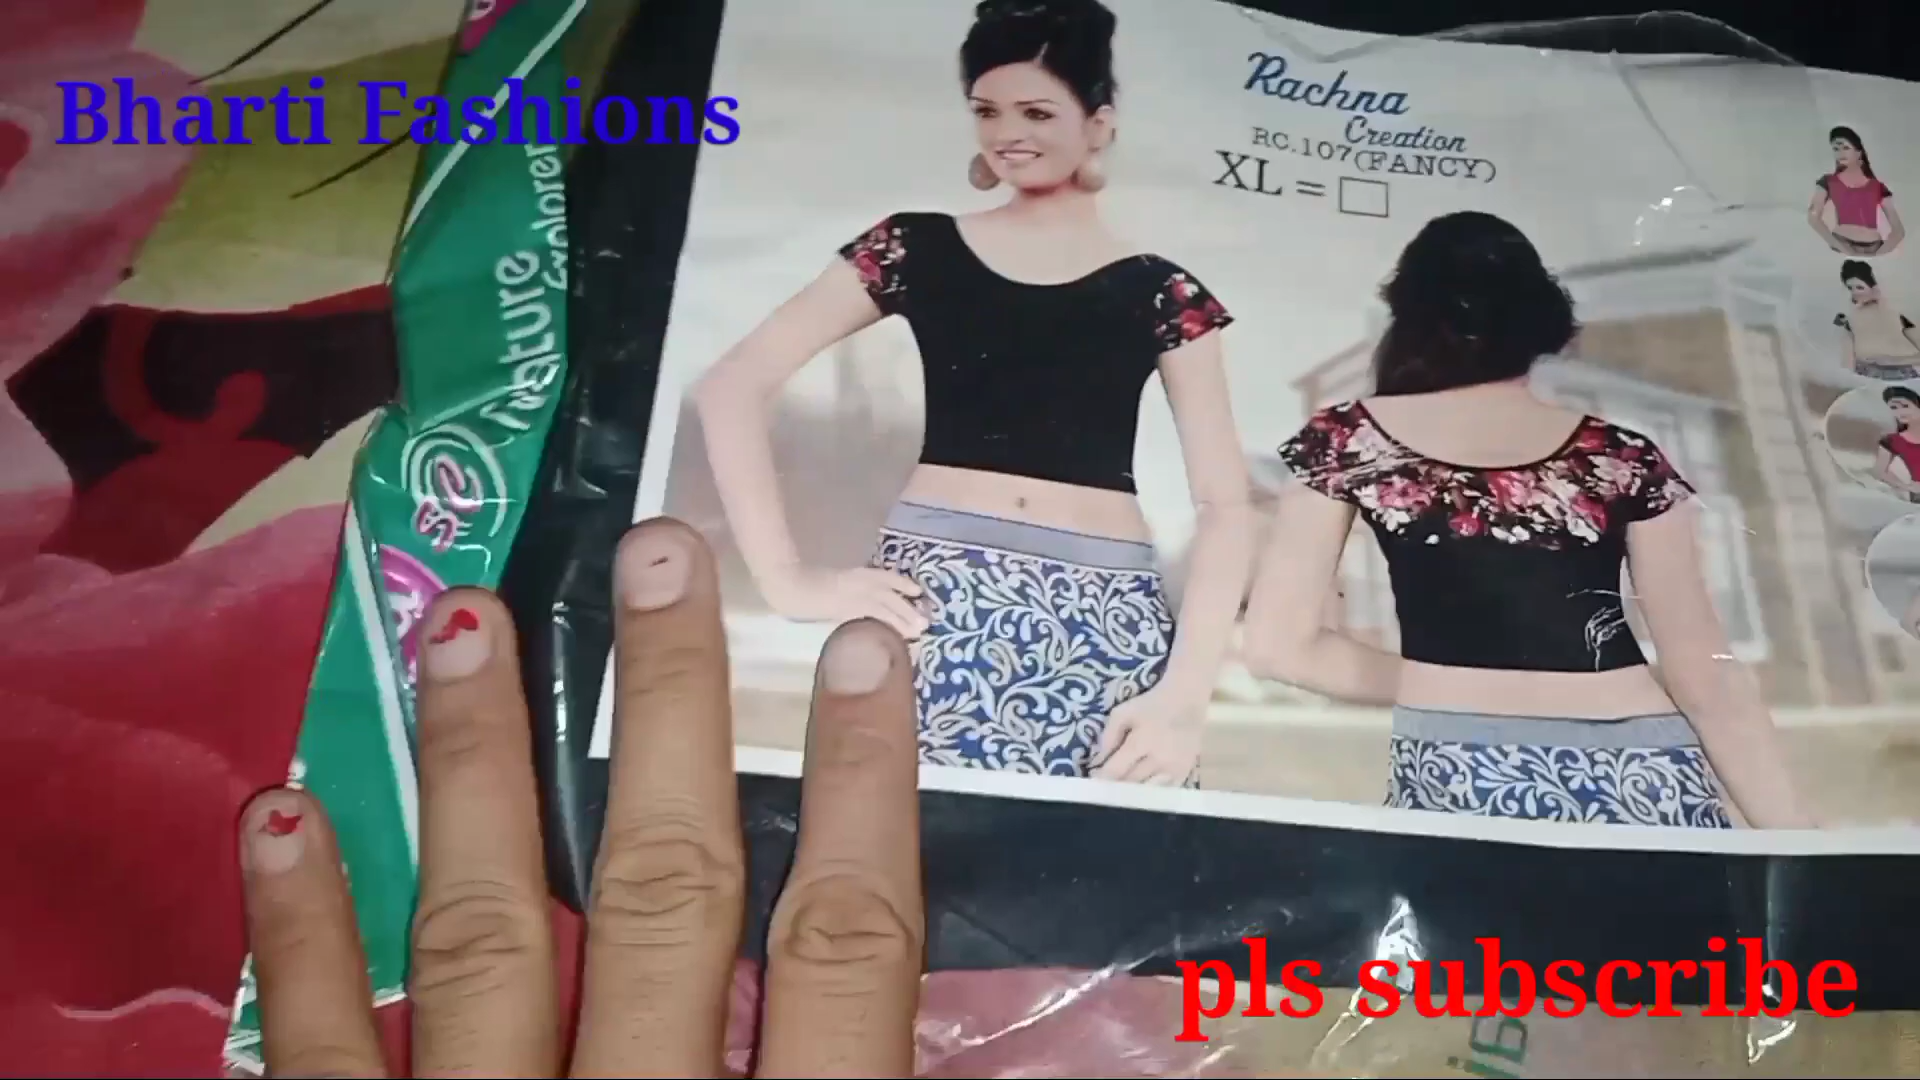 Bharti Fashions
Rachna
Creation
RC.107(FANCY)
XL =
Nature
Explorer
pls subscribe